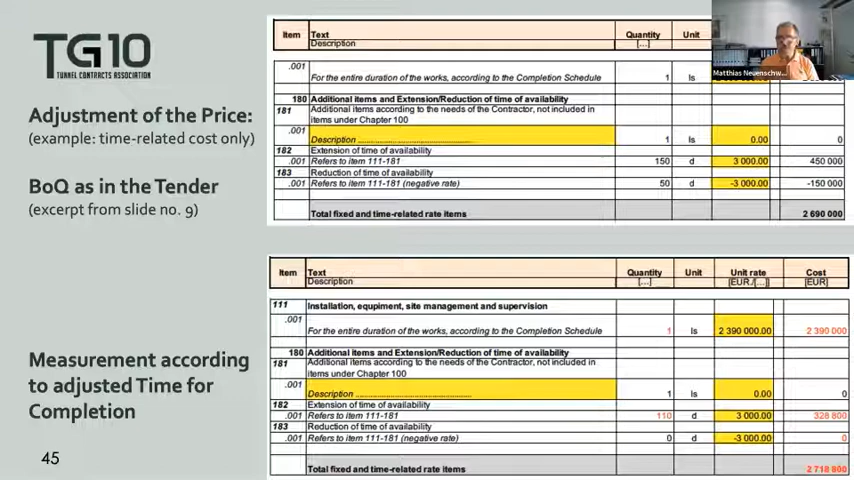 TG10
TUNNEL CONTRACTS ASSOCIATION
Adjustment of the Price:
(example: time-related cost only)
BoQ as in the Tender
(excerpt from slide no. 9)
Measurement according
to adjusted Time for
Completion
45
Item Text Quantity Unit
Description [...]
Matthias Neuenschw...
.001
For the entire duration of the works, according to the Completion Schedule 1 ls
180 Additional items and Extension/Reduction of time of availability
181 Additional items according to the needs of the Contractor, not included in
items under Chapter 100
.001
Description ............................................... 1 ls 0.00 0
182 Extension of time of availability
.001 Refers to item 111-181 150 d 3 000.00 450 000
183 Reduction of time of availability
.001 Refers to item 111-181 (negative rate) 50 d -3 000.00 -150 000
Total fixed and time-related rate items 2 690 000
Item Text Quantity Unit Unit rate Cost
Description [...] [EUR./[...]] [EUR]
111 Installation, equpiment, site management and supervision
.001
For the entire duration of the works, according to the Completion Schedule 1 ls 2 390 000.00 2 390 000
180 Additional items and Extension/Reduction of time of availability
181 Additional items according to the needs of the Contractor, not included in
items under Chapter 100
.001
Description ............................................... 1 ls 0.00 0
182 Extension of time of availability
.001 Refers to item 111-181 110 d 3 000.00 328 800
183 Reduction of time of availability
.001 Refers to item 111-181 (negative rate) 0 d -3 000.00 0
Total fixed and time-related rate items 2 718 800